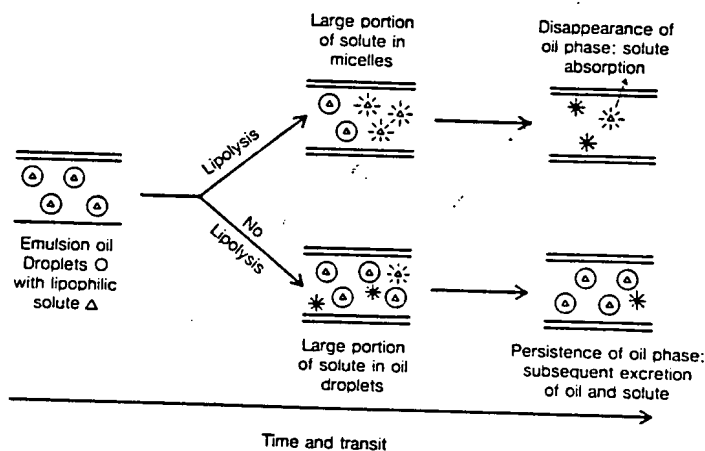 Large portion
of solute in
micelles
Disappearance of
oil phase: solute
absorption
Lipolysis
Emulsion oil
Droplets O
with lipophilic
solute △
No
Lipolysis
Large portion
of solute in oil
droplets
Persistence of oil phase:
subsequent excretion
of oil and solute
Time and transit